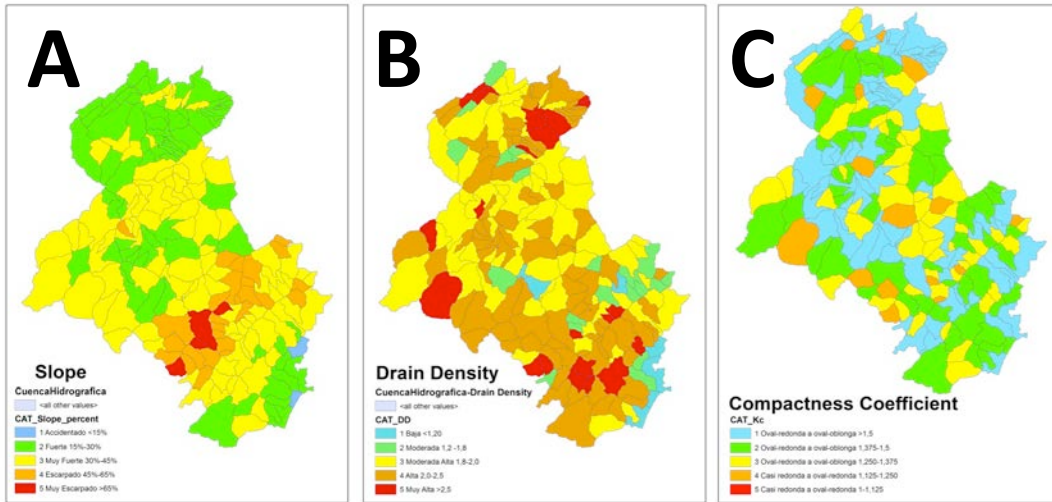 A
Slope
CuencaHidrografica
<all other values>
CAT_Slope_percent
1 Accidentado <15%
2 Fuerte 15%-30%
3 Muy Fuerte 30%-45%
4 Escarpado 45%-65%
5 Muy Escarpado >65%
B
Drain Density
CuencaHidrografica-Drain Density
<all other values>
CAT_DD
1 Baja <1,20
2 Moderada 1,2 -1,8
3 Moderada Alta 1,8-2,0
4 Alta 2,0-2,5
5 Muy Alta >2,5
C
Compactness Coefficient
CAT_Kc
1 Oval-redonda a oval-oblonga >1,5
2 Oval-redonda a oval-oblonga 1,375-1,5
3 Oval-redonda a oval-oblonga 1,250-1,375
4 Casi redonda a oval-redonda 1,125-1,250
5 Casi redonda a oval-redonda 1-1,125